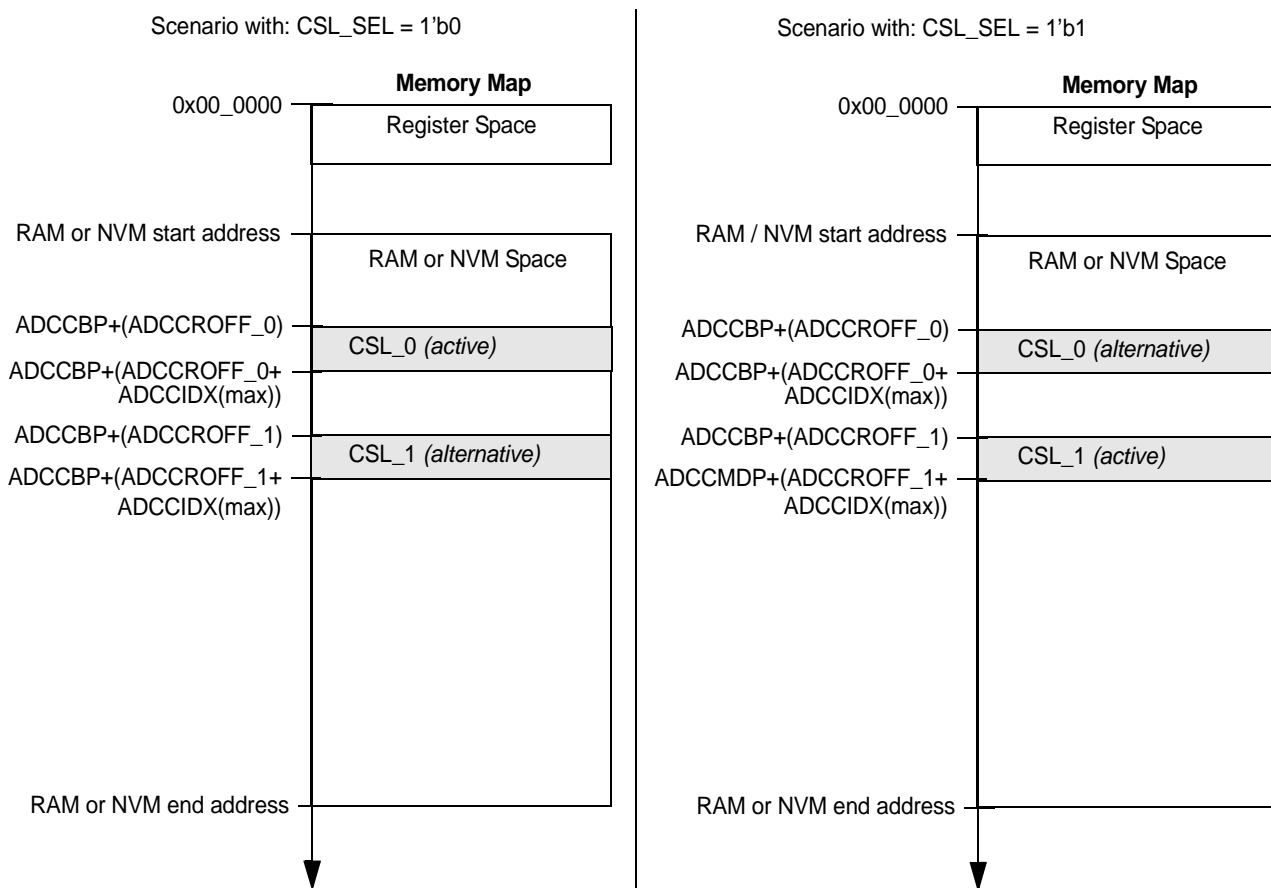 Scenario with: CSL_SEL = 1’b0
Memory Map
0x00_0000
Register Space
RAM or NVM start address
RAM or NVM Space
ADCCBP+(ADCCROFF_0)
CSL_0 (active)
ADCCBP+(ADCCROFF_0+
ADCCIDX(max))
ADCCBP+(ADCCROFF_1)
CSL_1 (alternative)
ADCCBP+(ADCCROFF_1+
ADCCIDX(max))
RAM or NVM end address
Scenario with: CSL_SEL = 1’b1
Memory Map
0x00_0000
Register Space
RAM / NVM start address
RAM or NVM Space
ADCCBP+(ADCCROFF_0)
CSL_0 (alternative)
ADCCBP+(ADCCROFF_0+
ADCCIDX(max))
ADCCBP+(ADCCROFF_1)
CSL_1 (active)
ADCCMDP+(ADCCROFF_1+
ADCCIDX(max))
RAM or NVM end address